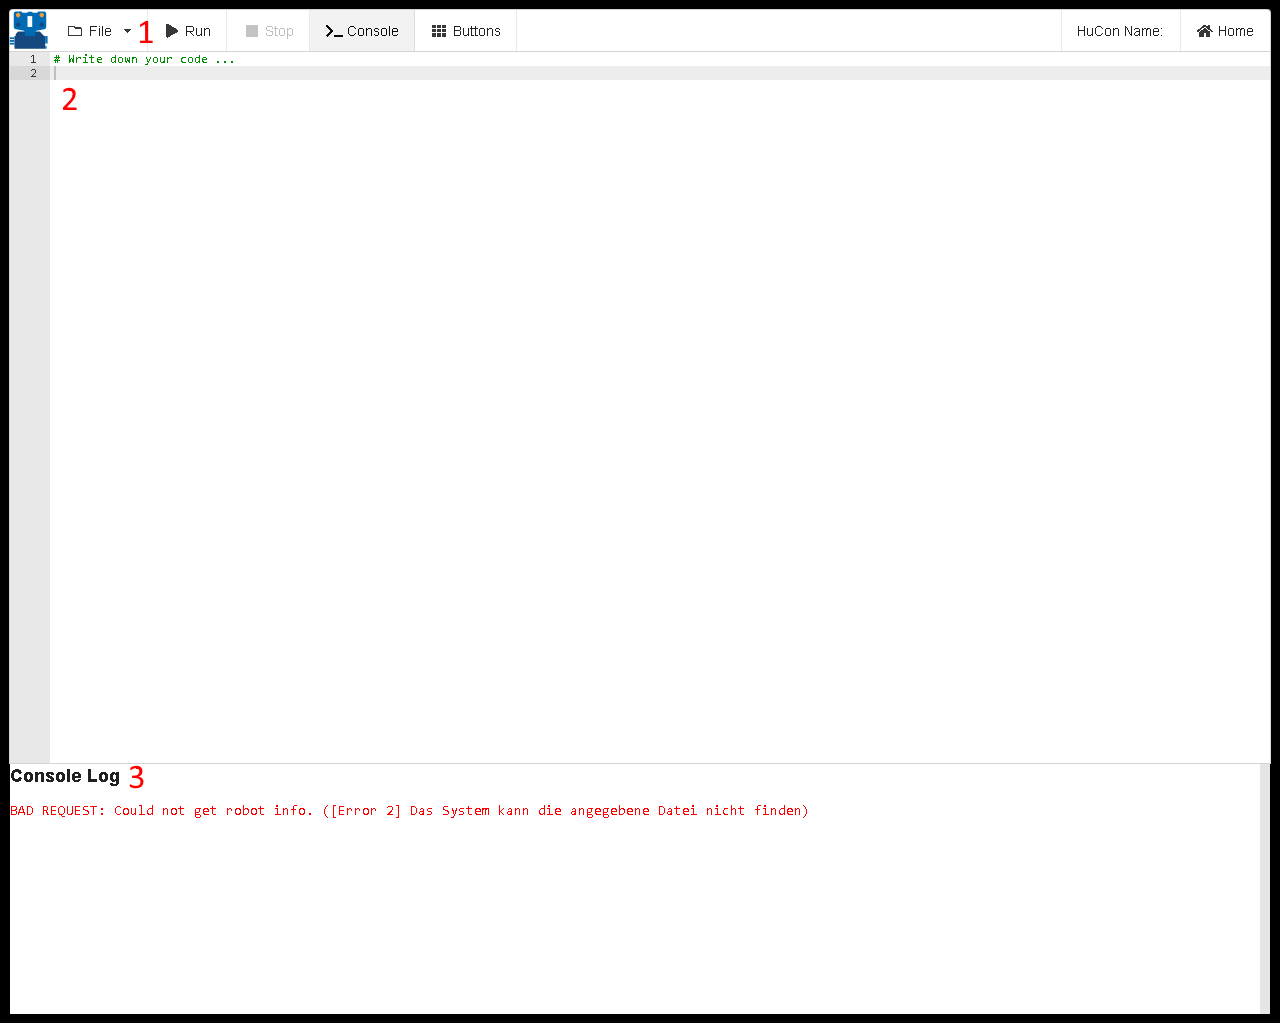 File 1 Run Stop Console Buttons HuCon Name: Home
1 # Write down your code ...
2
2
Console Log 3
BAD REQUEST: Could not get robot info. ([Error 2] Das System kann die angegebene Datei nicht finden)